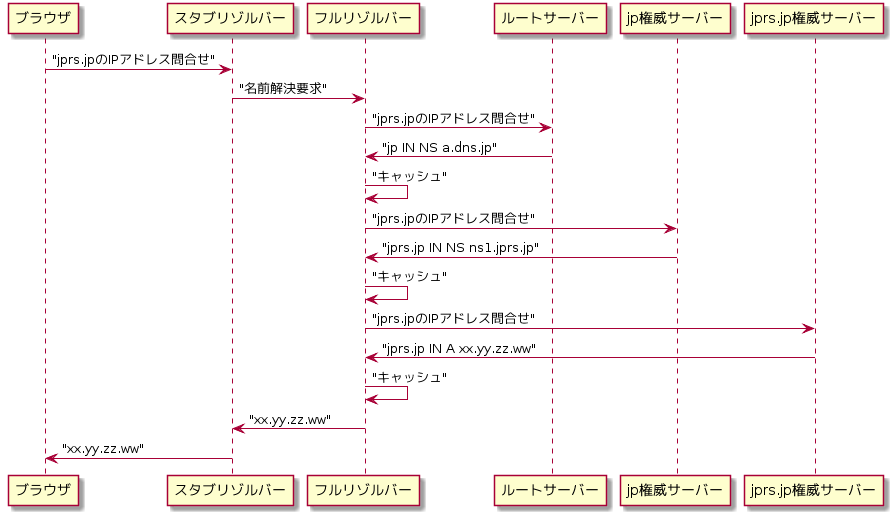 ブラウザ スタブリゾルバー フルリゾルバー ルートサーバー jp権威サーバー jprs.jp権威サーバー
"jprs.jpのIPアドレス問合せ"
"名前解決要求"
"jprs.jpのIPアドレス問合せ"
"jp IN NS a.dns.jp"
"キャッシュ"
"jprs.jpのIPアドレス問合せ"
"jprs.jp IN NS ns1.jprs.jp"
"キャッシュ"
"jprs.jpのIPアドレス問合せ"
"jprs.jp IN A xx.yy.zz.ww"
"キャッシュ"
"xx.yy.zz.ww"
"xx.yy.zz.ww"
ブラウザ スタブリゾルバー フルリゾルバー ルートサーバー jp権威サーバー jprs.jp権威サーバー